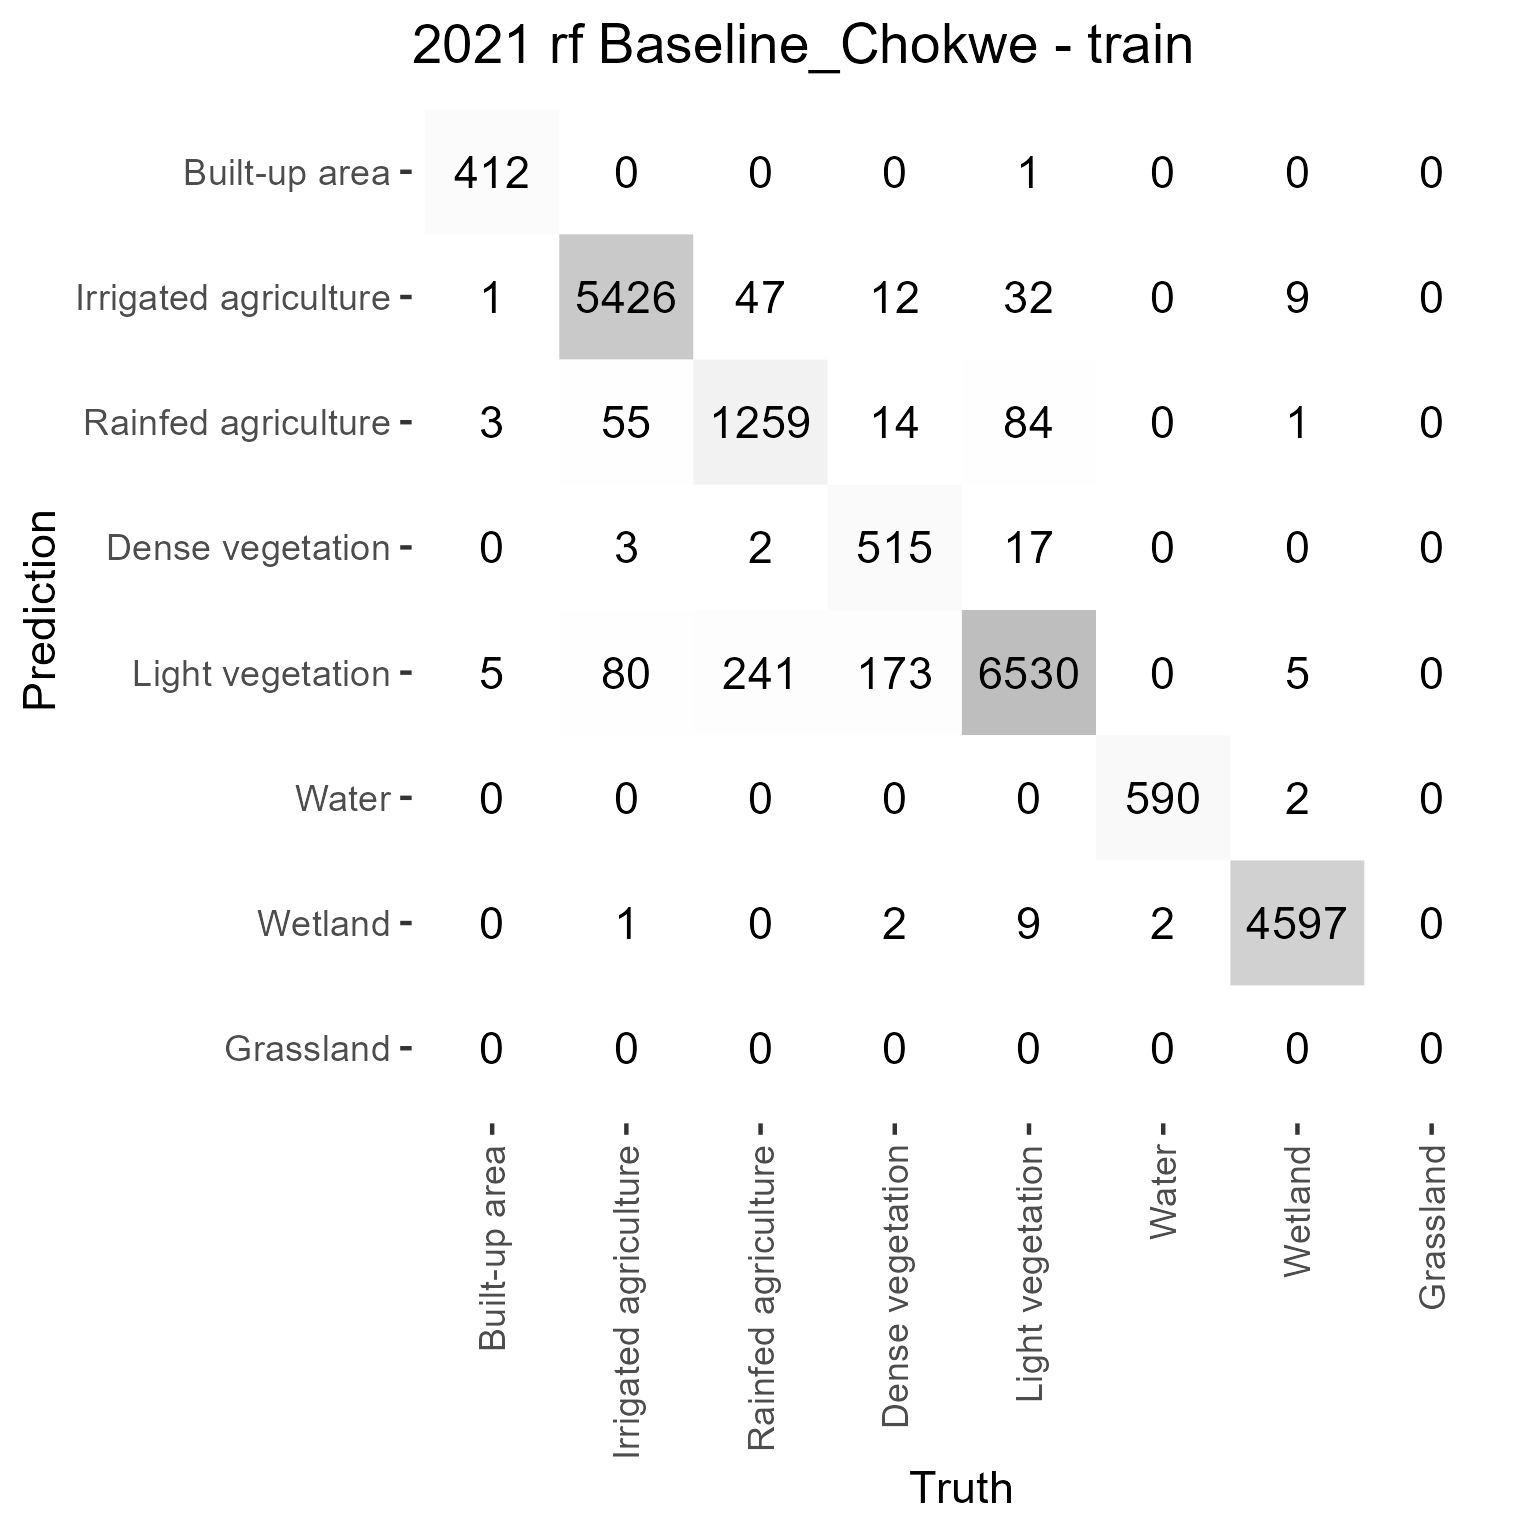 2021 rf Baseline_Chokwe - train
Prediction
Built-up area 412 0 0 0 1 0 0 0
Irrigated agriculture 1 5426 47 12 32 0 9 0
Rainfed agriculture 3 55 1259 14 84 0 1 0
Dense vegetation 0 3 2 515 17 0 0 0
Light vegetation 5 80 241 173 6530 0 5 0
Water 0 0 0 0 0 590 2 0
Wetland 0 1 0 2 9 2 4597 0
Grassland 0 0 0 0 0 0 0 0
Built-up area
Irrigated agriculture
Rainfed agriculture
Dense vegetation
Light vegetation
Water
Wetland
Grassland
Truth